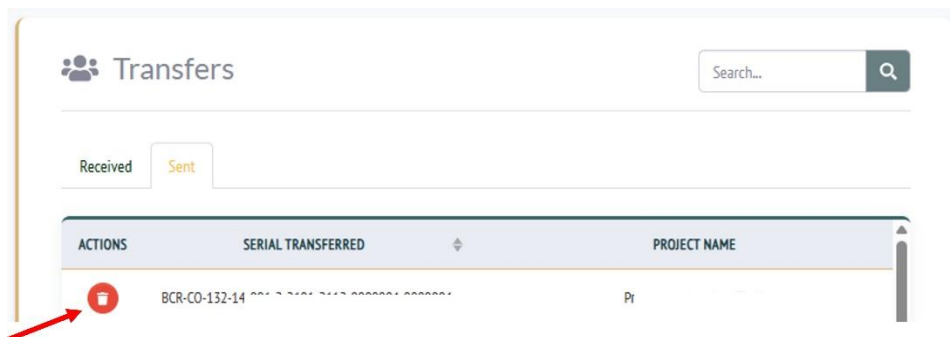 Transfers
Search...
Received
Sent
ACTIONS SERIAL TRANSFERRED PROJECT NAME
BCR-CO-132-14